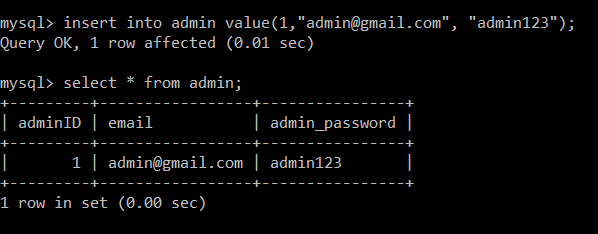 mysql> insert into admin value(1,"admin@gmail.com", "admin123");
Query OK, 1 row affected (0.01 sec)
mysql> select * from admin;
+---------+-----------------+----------------+
| adminID | email           | admin_password |
+---------+-----------------+----------------+
|       1 | admin@gmail.com | admin123       |
+---------+-----------------+----------------+
1 row in set (0.00 sec)